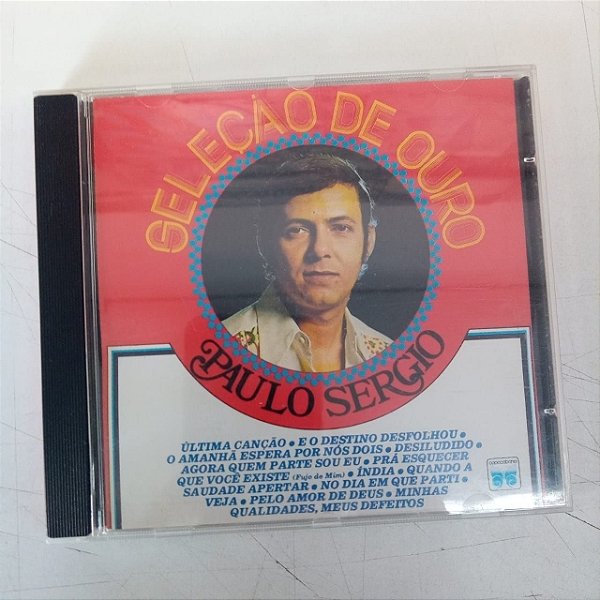 SELEÇÃO DE OURO
PAULO SERGIO
ÚLTIMA CANÇÃO • E O DESTINO DESFOLHOU •
O AMANHÃ ESPERA POR NÓS DOIS • DESILUDIDO •
AGORA QUEM PARTE SOU EU • PRÁ ESQUECER
QUE VOCÊ EXISTE (Fujo de Mim) • ÍNDIA • QUANDO A
SAUDADE APERTAR • NO DIA EM QUE PARTI •
VEJA • PELO AMOR DE DEUS • MINHAS
QUALIDADES, MEUS DEFEITOS
copacabana